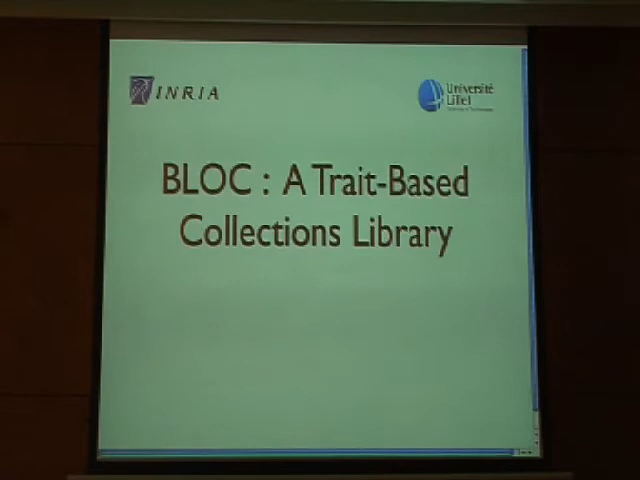 INRIA
Université
Lille1
BLOC : A Trait-Based
Collections Library